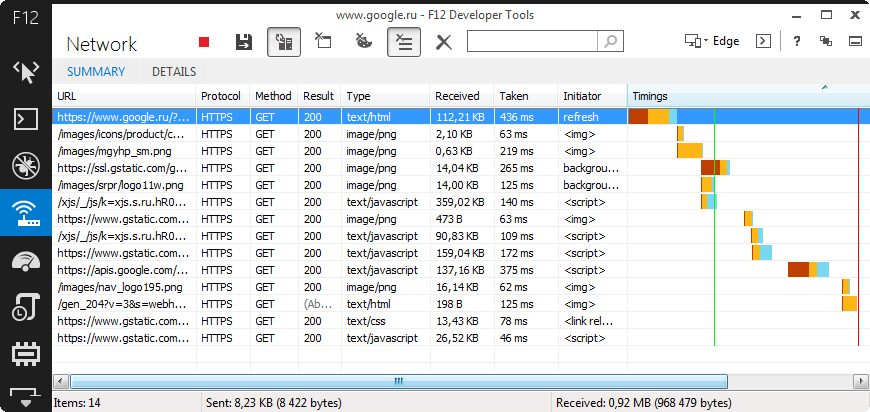 www.google.ru - F12 Developer Tools
F12
Network
Edge
?
SUMMARY DETAILS
URL Protocol Method Result Type Received Taken Initiator Timings
https://www.google.ru/?... HTTPS GET 200 text/html 112,21 KB 436 ms refresh
/images/icons/product/c... HTTPS GET 200 image/png 2,10 KB 63 ms <img>
/images/mgyhp_sm.png HTTPS GET 200 image/png 0,63 KB 219 ms <img>
https://ssl.gstatic.com/g... HTTPS GET 200 image/png 14,04 KB 265 ms backgrou...
/images/srpr/logo11w.png HTTPS GET 200 image/png 14,00 KB 125 ms backgrou...
/xjs/_/js/k=xjs.s.ru.hR0... HTTPS GET 200 text/javascript 359,02 KB 140 ms <script>
https://www.gstatic.com... HTTPS GET 200 image/png 473 B 63 ms <img>
/xjs/_/js/k=xjs.s.ru.hR0... HTTPS GET 200 text/javascript 90,83 KB 109 ms <script>
https://www.gstatic.com... HTTPS GET 200 text/javascript 159,04 KB 172 ms <script>
https://apis.google.com/... HTTPS GET 200 text/javascript 137,16 KB 375 ms <script>
/images/nav_logo195.png HTTPS GET 200 image/png 16,14 KB 62 ms <img>
/gen_204?v=3&s=webh... HTTPS GET (Ab... text/html 198 B 125 ms <img>
https://www.gstatic.com... HTTPS GET 200 text/css 13,43 KB 78 ms <link rel...
https://www.gstatic.com... HTTPS GET 200 text/javascript 26,52 KB 46 ms <script>
Items: 14 Sent: 8,23 KB (8 422 bytes) Received: 0,92 MB (968 479 bytes)